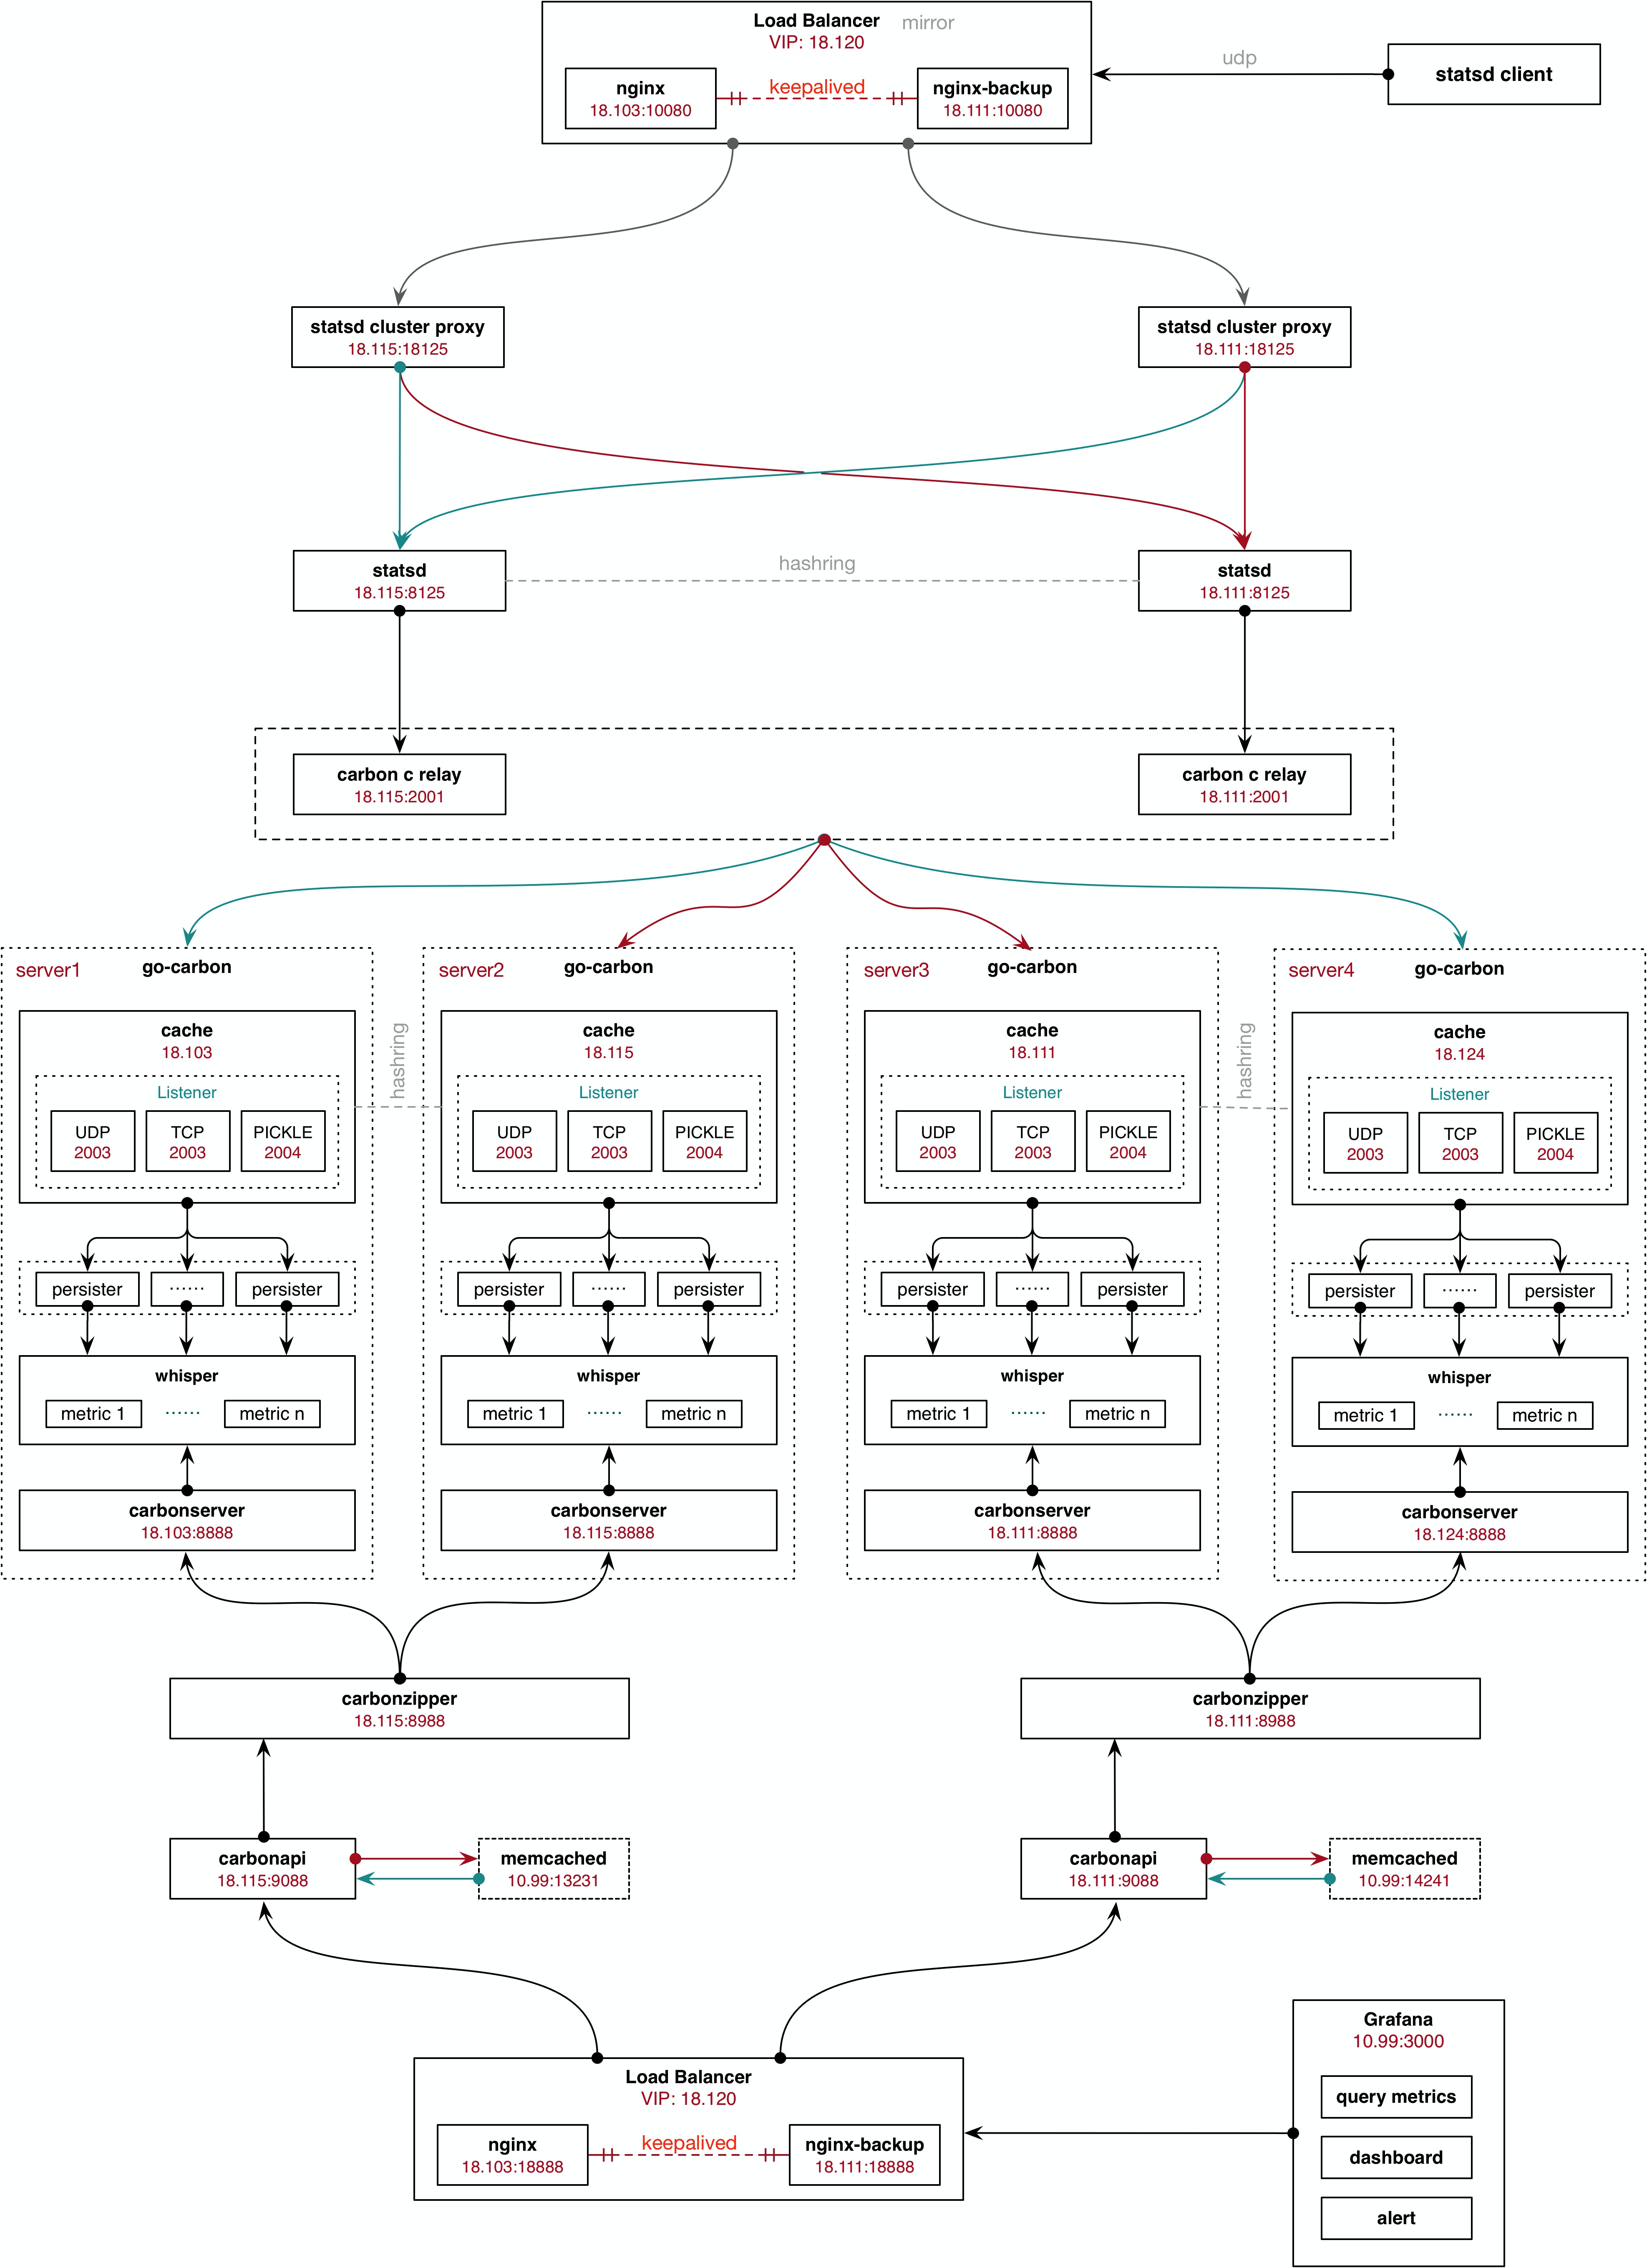 Load Balancer mirror
VIP: 18.120
nginx
18.103:10080
keepalived
nginx-backup
18.111:10080
udp
statsd client
statsd cluster proxy
18.115:18125
statsd cluster proxy
18.111:18125
statsd
18.115:8125
hashring
statsd
18.111:8125
carbon c relay
18.115:2001
carbon c relay
18.111:2001
server1
go-carbon
cache
18.103
Listener
UDP
2003
TCP
2003
PICKLE
2004
persister
······
persister
whisper
metric 1
······
metric n
carbonserver
18.103:8888
hashring
server2
go-carbon
cache
18.115
Listener
UDP
2003
TCP
2003
PICKLE
2004
persister
······
persister
whisper
metric 1
······
metric n
carbonserver
18.115:8888
server3
go-carbon
cache
18.111
Listener
UDP
2003
TCP
2003
PICKLE
2004
persister
······
persister
whisper
metric 1
······
metric n
carbonserver
18.111:8888
hashring
server4
go-carbon
cache
18.124
Listener
UDP
2003
TCP
2003
PICKLE
2004
persister
······
persister
whisper
metric 1
······
metric n
carbonserver
18.124:8888
carbonzipper
18.115:8988
carbonzipper
18.111:8988
carbonapi
18.115:9088
memcached
10.99:13231
carbonapi
18.111:9088
memcached
10.99:14241
Load Balancer
VIP: 18.120
nginx
18.103:18888
keepalived
nginx-backup
18.111:18888
Grafana
10.99:3000
query metrics
dashboard
alert